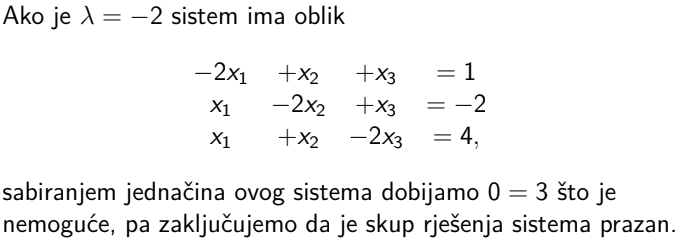 Ako je λ = −2 sistem ima oblik
−2x₁ +x₂ +x₃ = 1
x₁ −2x₂ +x₃ = −2
x₁ +x₂ −2x₃ = 4,
sabiranjem jednačina ovog sistema dobijamo 0 = 3 što je
nemoguće, pa zaključujemo da je skup rješenja sistema prazan.